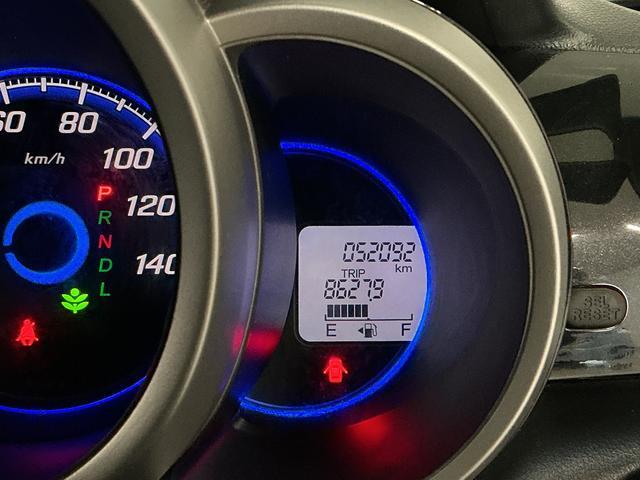 60
80
km/h
100
120
140
P
R
N
D
L
052092
km
TRIP
8627.9
E
F
SEL
RESET